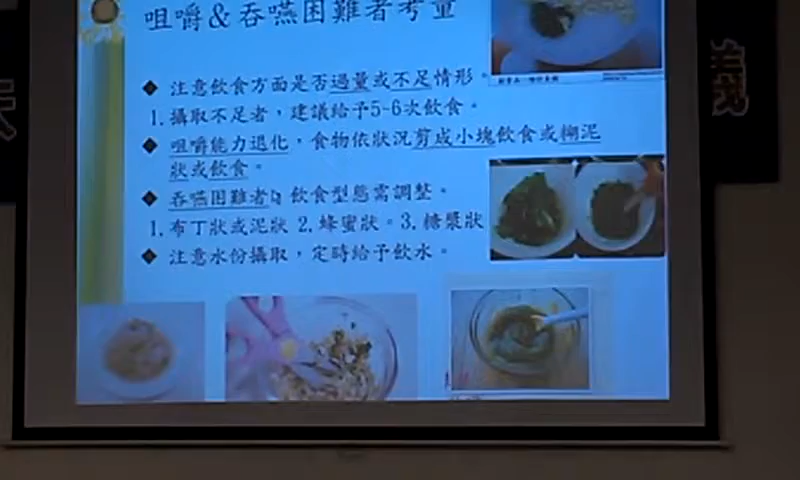 咀嚼&吞嚥困難者考量
◆ 注意飲食方面是否過量或不足情形。
1.攝取不足者,建議給予5-6次飲食。
◆ 咀嚼能力退化,食物依狀況剪成小塊飲食或糊泥
狀或飲食。
◆ 吞嚥困難者 飲食型態需調整。
1.布丁狀或泥狀 2.蜂蜜狀。3.糖漿狀
◆ 注意水份攝取,定時給予飲水。
義